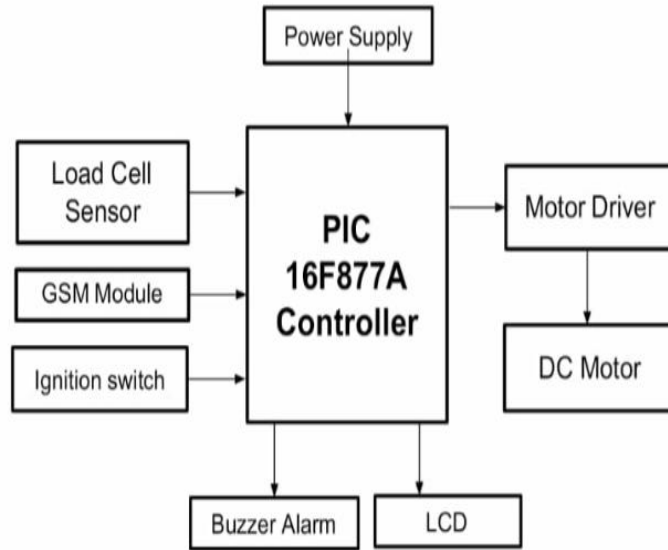 Power Supply
Load Cell
Sensor
GSM Module
Ignition switch
PIC
16F877A
Controller
Motor Driver
DC Motor
Buzzer Alarm
LCD